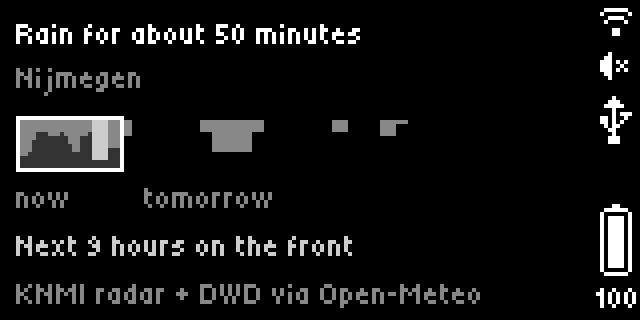 Rain for about 50 minutes
Nijmegen
now tomorrow
Next 9 hours on the front
KNMI radar + DWD via Open-Meteo
100